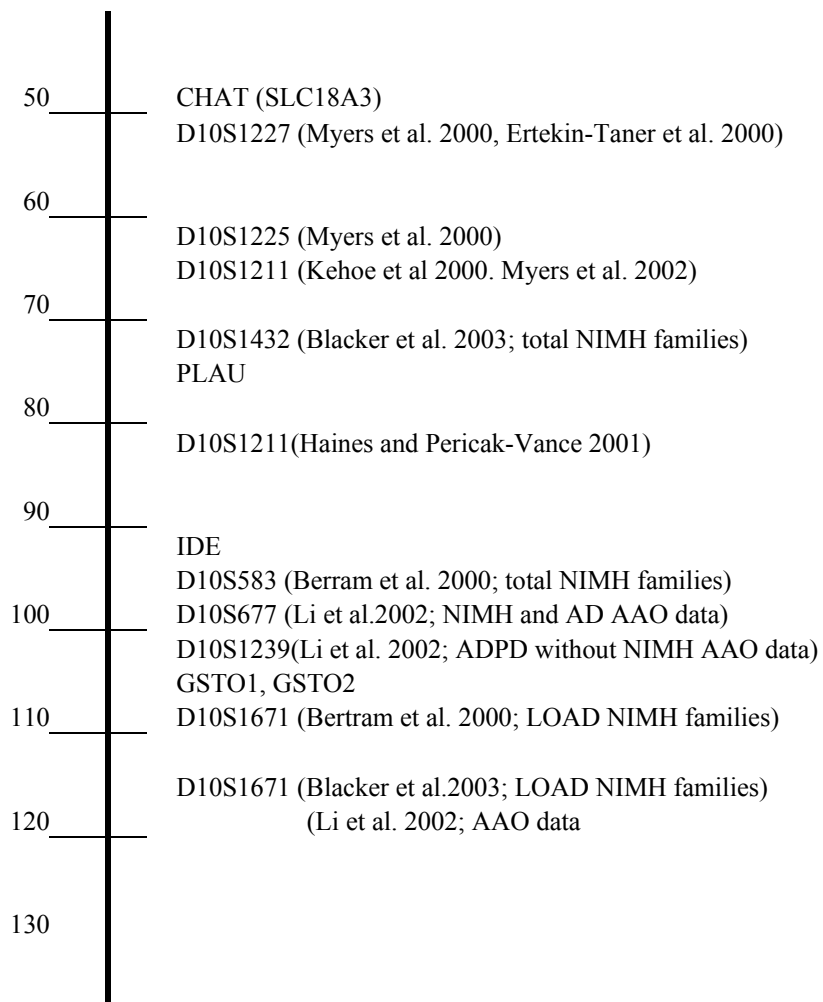 50 CHAT (SLC18A3)
D10S1227 (Myers et al. 2000, Ertekin-Taner et al. 2000)
60
D10S1225 (Myers et al. 2000)
D10S1211 (Kehoe et al 2000. Myers et al. 2002)
70
D10S1432 (Blacker et al. 2003; total NIMH families)
PLAU
80
D10S1211(Haines and Pericak-Vance 2001)
90
IDE
D10S583 (Berram et al. 2000; total NIMH families)
100 D10S677 (Li et al.2002; NIMH and AD AAO data)
D10S1239(Li et al. 2002; ADPD without NIMH AAO data)
GSTO1, GSTO2
110 D10S1671 (Bertram et al. 2000; LOAD NIMH families)
D10S1671 (Blacker et al.2003; LOAD NIMH families)
120 (Li et al. 2002; AAO data
130